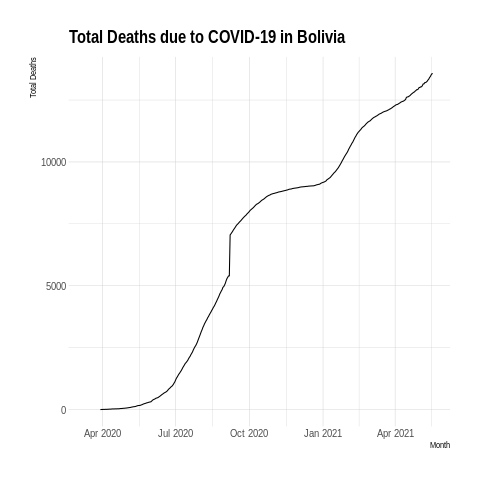 Total Deaths due to COVID-19 in Bolivia
Total Deaths
10000
5000
0
Apr 2020 Jul 2020 Oct 2020 Jan 2021 Apr 2021
Month